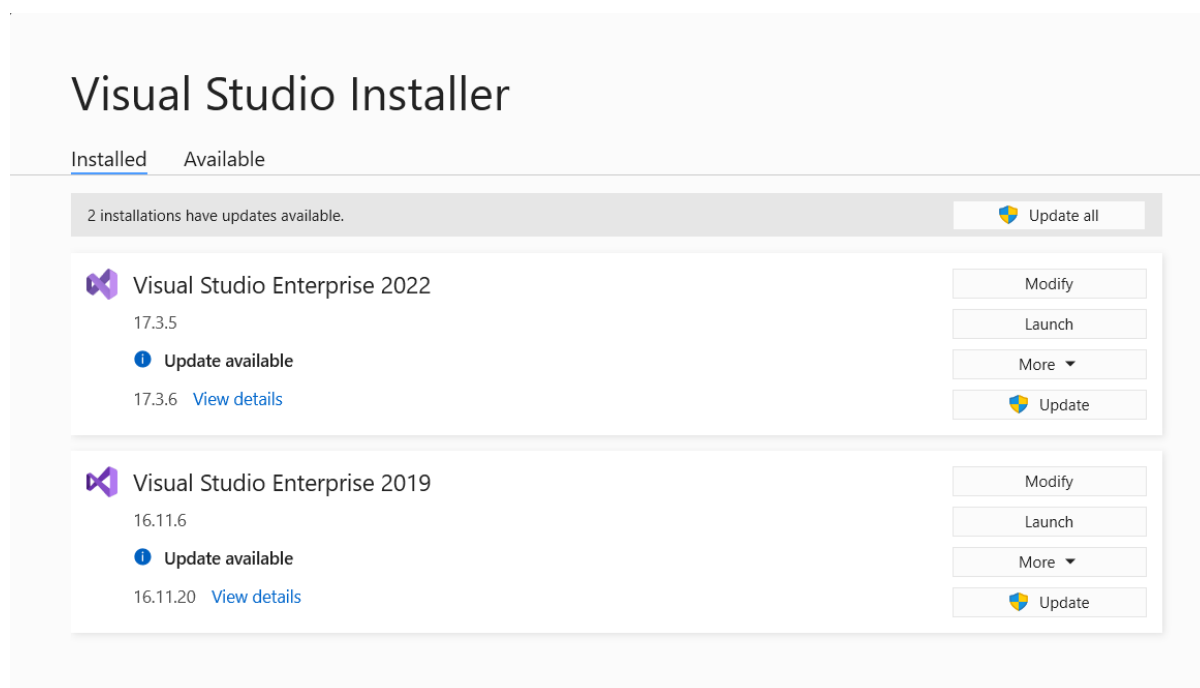 Visual Studio Installer
Installed Available
2 installations have updates available. Update all
Visual Studio Enterprise 2022 Modify
17.3.5 Launch
Update available More
17.3.6 View details Update
Visual Studio Enterprise 2019 Modify
16.11.6 Launch
Update available More
16.11.20 View details Update